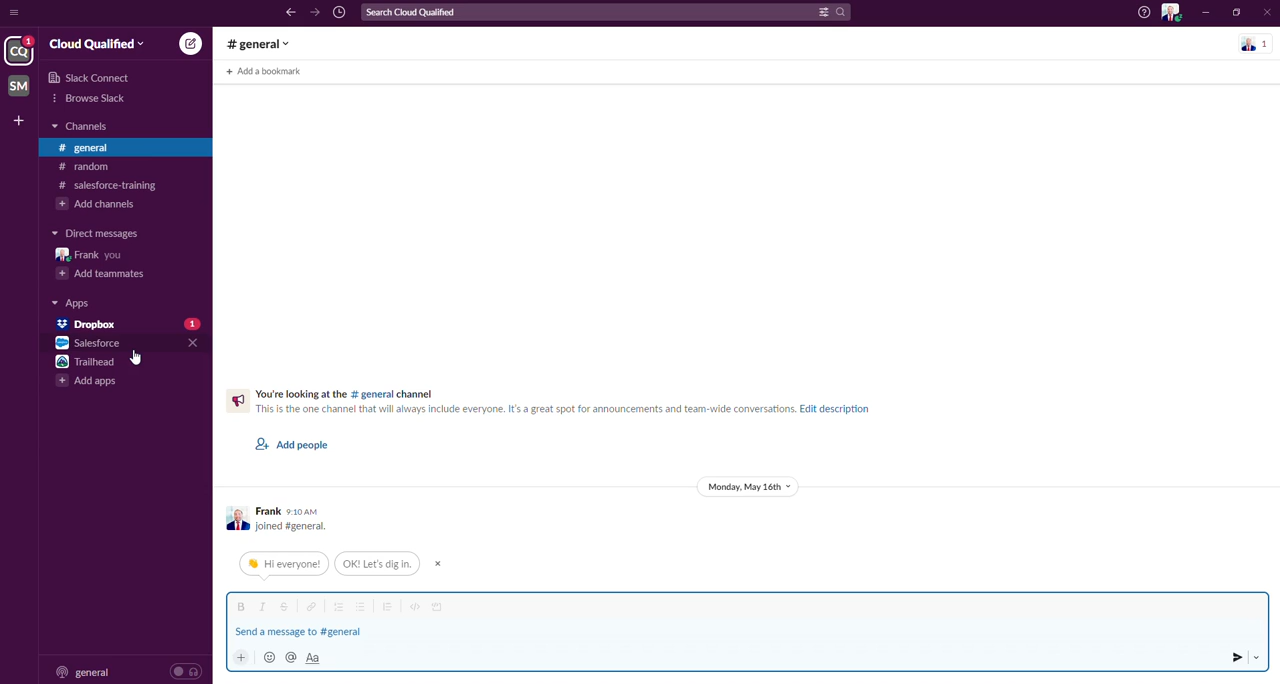 Search Cloud Qualified
CQ
1
SM
Cloud Qualified
Slack Connect
Browse Slack
Channels
# general
# random
# salesforce-training
+ Add channels
Direct messages
Frank you
+ Add teammates
Apps
Dropbox 1
Salesforce
Trailhead
+ Add apps
general
# general
1
+ Add a bookmark
You're looking at the # general channel
This is the one channel that will always include everyone. It's a great spot for announcements and team-wide conversations. Edit description
Add people
Monday, May 16th
Frank 9:10 AM
joined #general.
👋 Hi everyone! OK! Let's dig in.
B I S
Send a message to #general
+ @ Aa